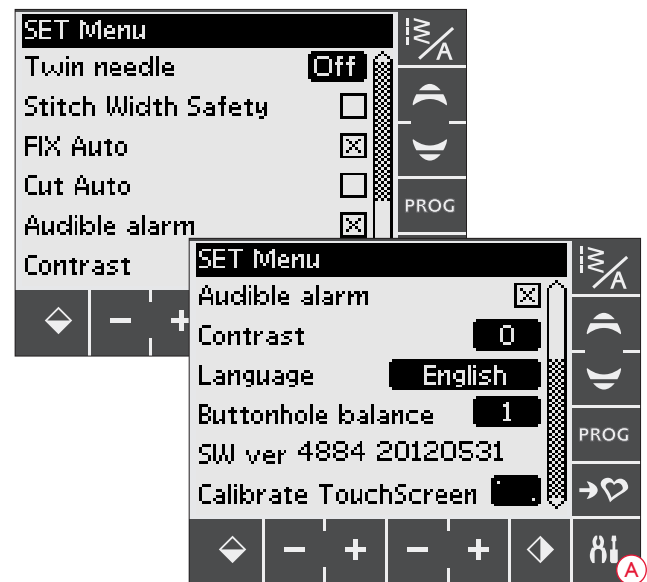 SET Menu
Twin needle Off
Stitch Width Safety
FIX Auto
Cut Auto
Audible alarm
Contrast
A
PROG
SET Menu
Audible alarm
Contrast 0
Language English
Buttonhole balance 1
SW ver 4884 20120531
Calibrate TouchScreen
A
PROG
A